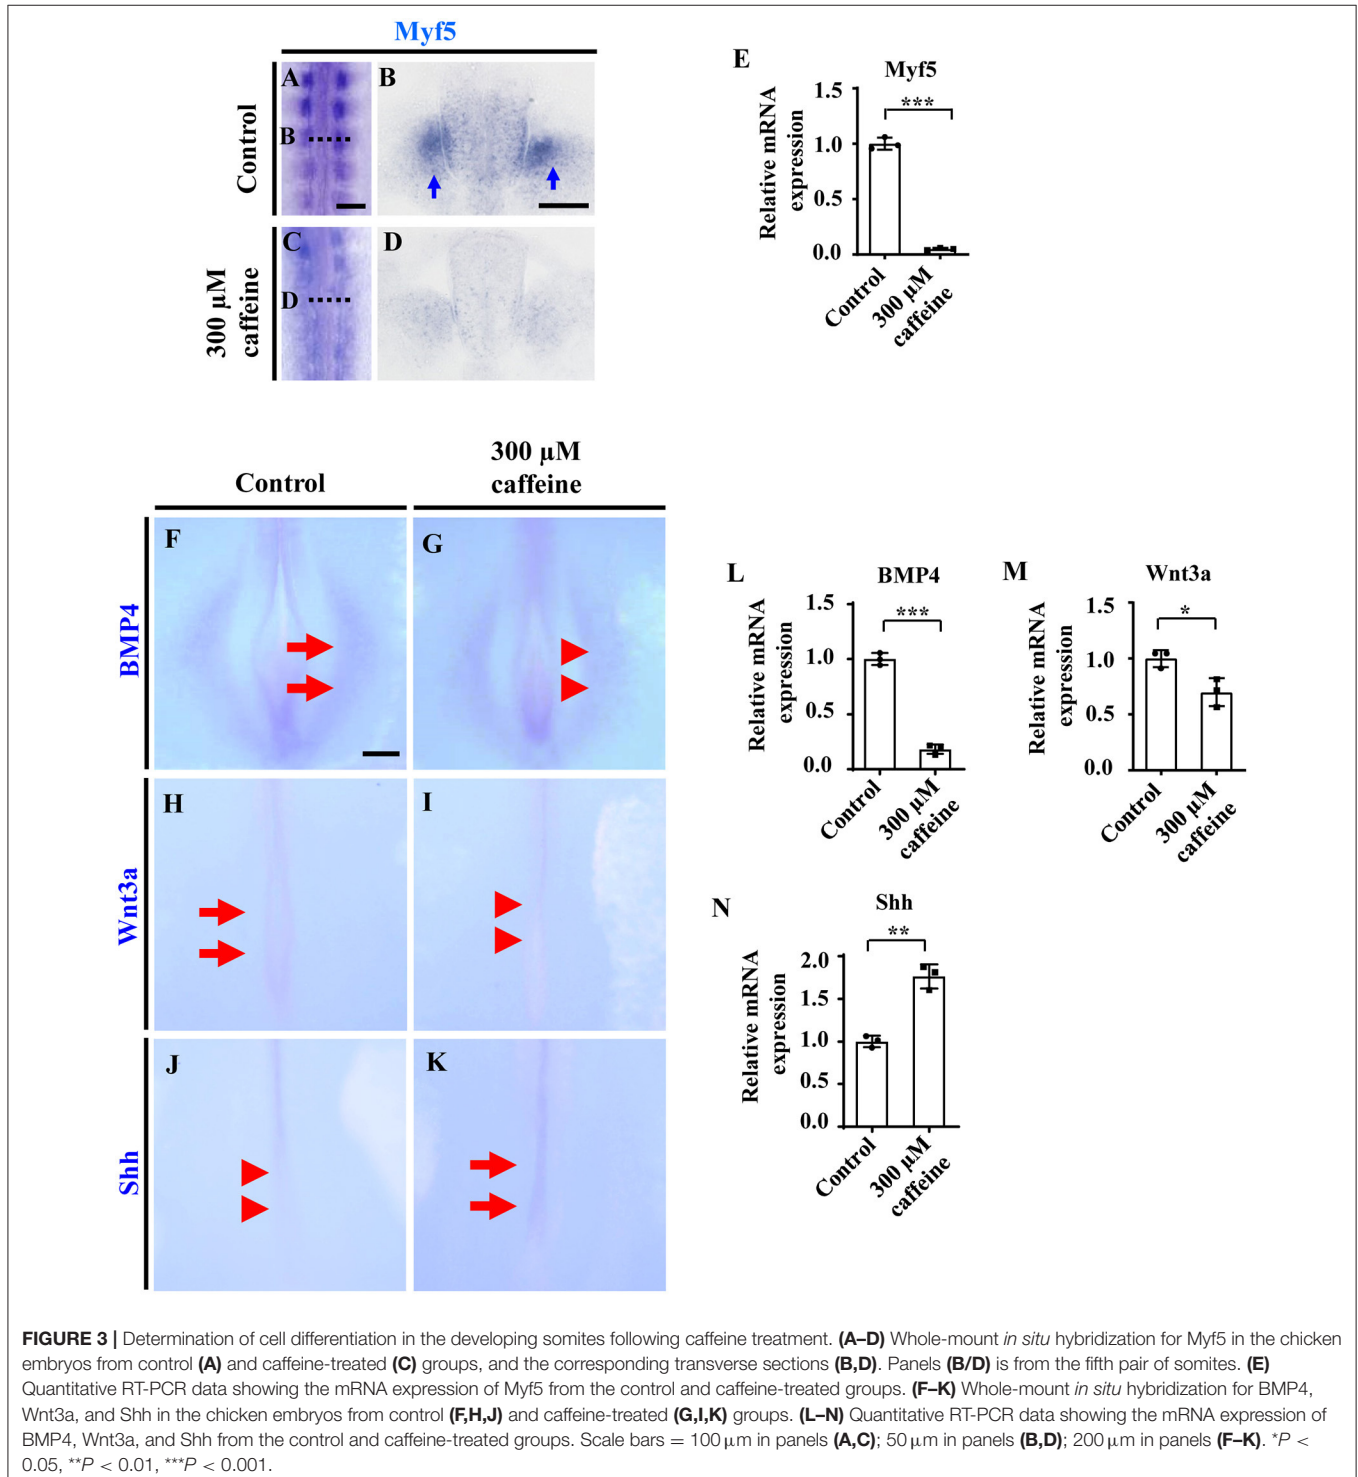 Myf5
Control
A
B
B
300 µM
caffeine
C
D
D
E
Myf5
Relative mRNA
expression
1.5
1.0
0.5
0.0
***
Control
300 µM
caffeine
Control
300 µM
caffeine
BMP4
F
G
Wnt3a
H
I
Shh
J
K
L
BMP4
Relative mRNA
expression
1.5
1.0
0.5
0.0
***
Control
300 µM
caffeine
M
Wnt3a
Relative mRNA
expression
1.5
1.0
0.5
0.0
*
Control
300 µM
caffeine
N
Shh
Relative mRNA
expression
2.0
1.5
1.0
0.5
0.0
**
Control
300 µM
caffeine
FIGURE 3 | Determination of cell differentiation in the developing somites following caffeine treatment. (A–D) Whole-mount in situ hybridization for Myf5 in the chicken
embryos from control (A) and caffeine-treated (C) groups, and the corresponding transverse sections (B,D). Panels (B/D) is from the fifth pair of somites. (E)
Quantitative RT-PCR data showing the mRNA expression of Myf5 from the control and caffeine-treated groups. (F–K) Whole-mount in situ hybridization for BMP4,
Wnt3a, and Shh in the chicken embryos from control (F,H,J) and caffeine-treated (G,I,K) groups. (L–N) Quantitative RT-PCR data showing the mRNA expression of
BMP4, Wnt3a, and Shh from the control and caffeine-treated groups. Scale bars = 100 µm in panels (A,C); 50 µm in panels (B,D); 200 µm in panels (F–K). *P <
0.05, **P < 0.01, ***P < 0.001.